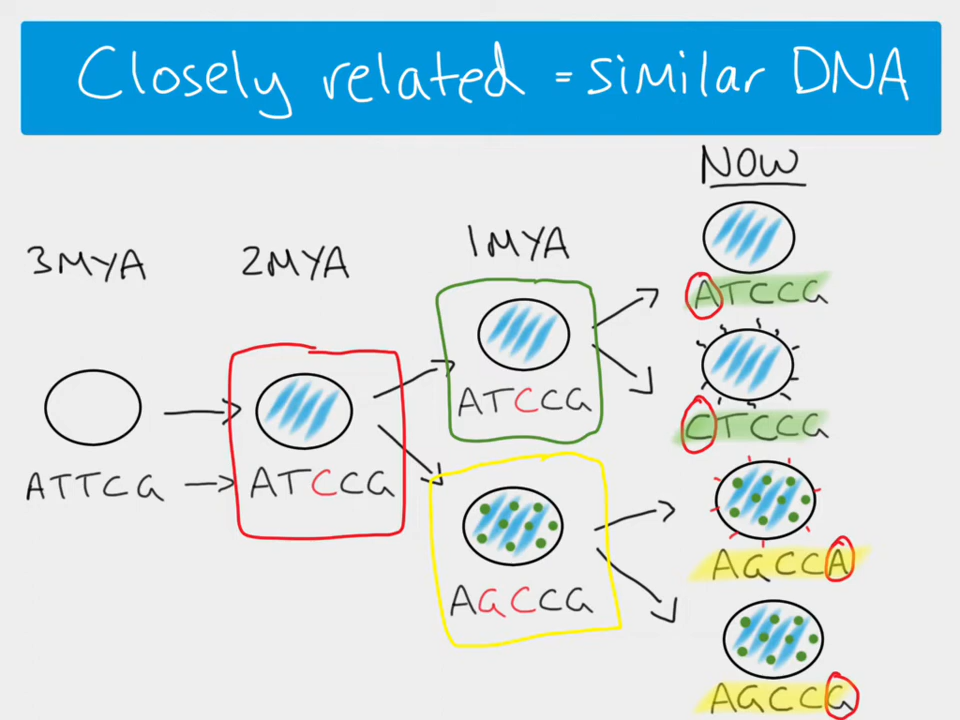 Closely related = similar DNA
NOW
3MYA
2MYA
1MYA
ATCCG
ATCCG
CTCCG
ATTCG
ATCCG
AGCCG
AGCCA
AGCCG